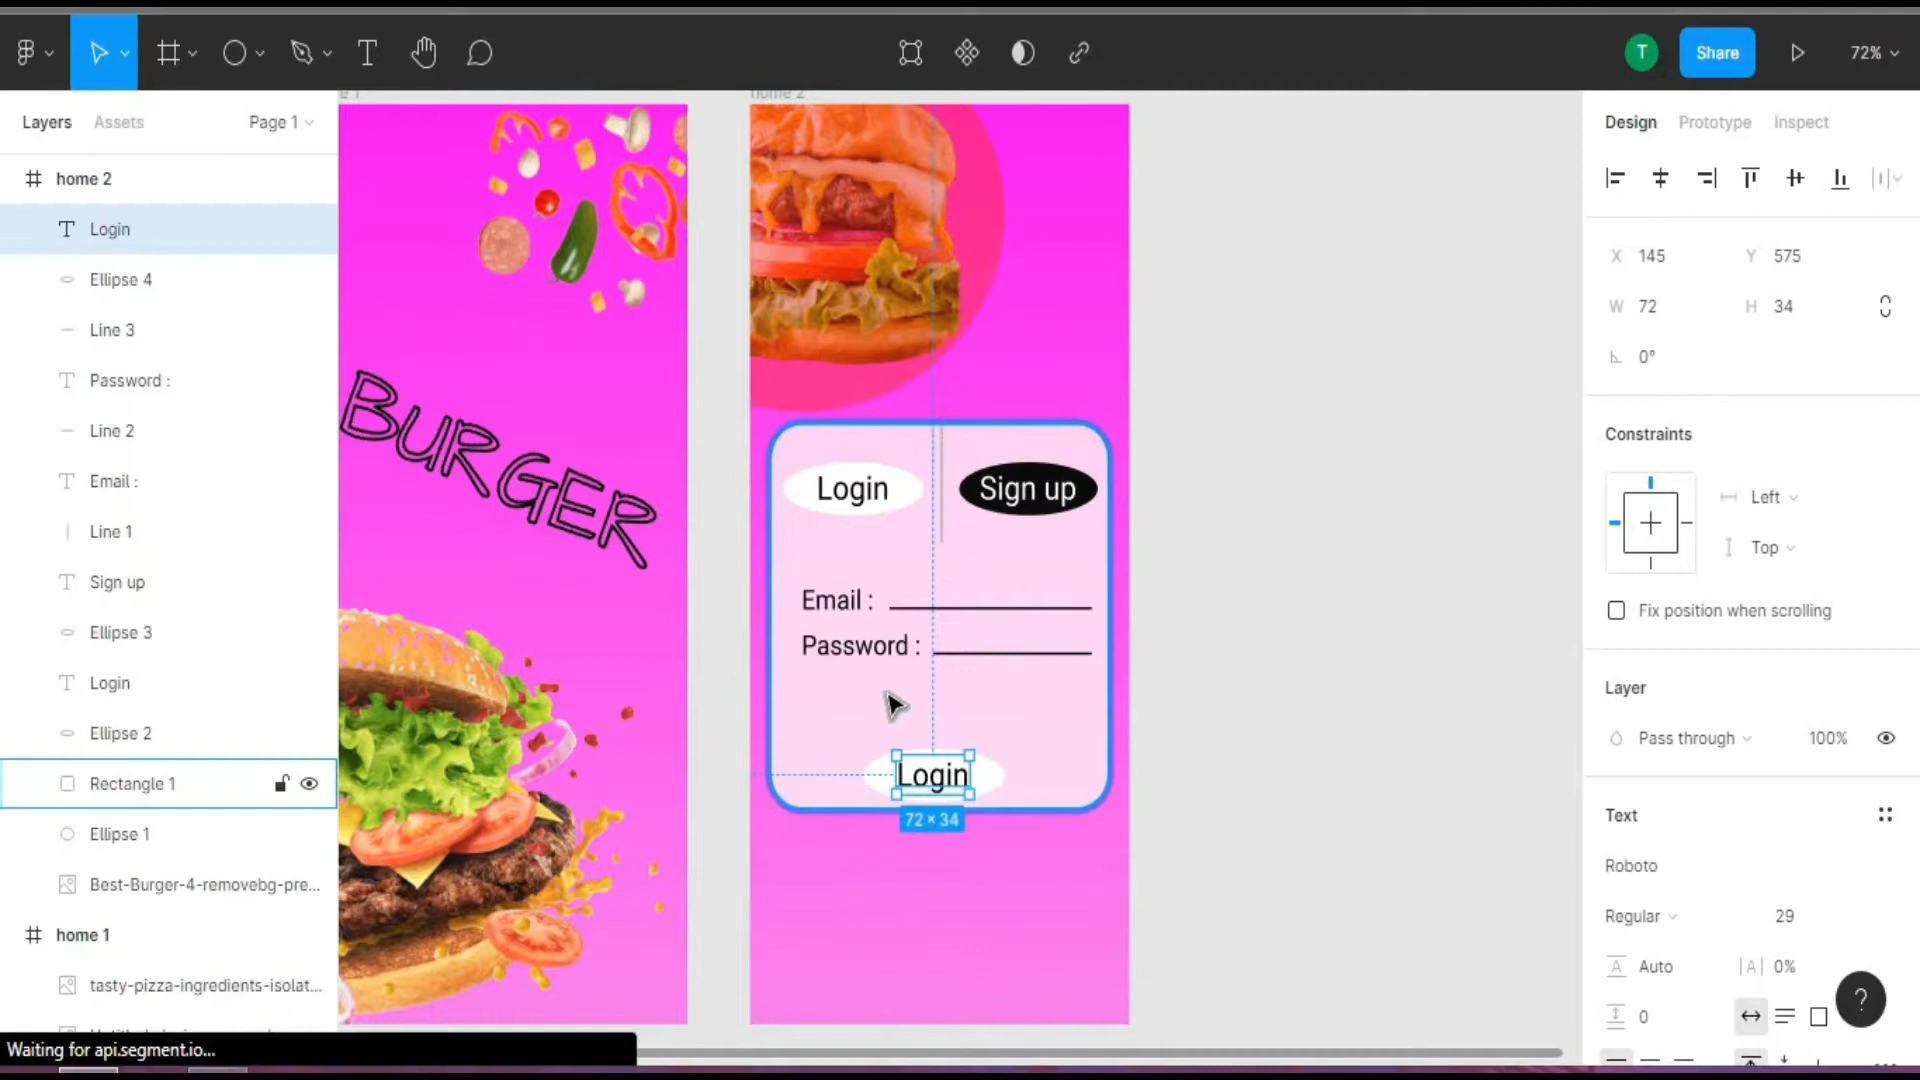 T
Share
72%
Layers
Assets
Page 1
home 2
Login
Ellipse 4
Line 3
Password :
Line 2
Email :
Line 1
Sign up
Ellipse 3
Login
Ellipse 2
Rectangle 1
Ellipse 1
Best-Burger-4-removebg-pre...
home 1
tasty-pizza-ingredients-isolat...
Waiting for api.segment.io...
e 1
BURGER
home 2
Login
Sign up
Email :
Password :
Login
72 × 34
Design
Prototype
Inspect
X 145
Y 575
W 72
H 34
0°
Constraints
Left
Top
Fix position when scrolling
Layer
Pass through
100%
Text
Roboto
Regular
29
A Auto
|A| 0%
0
?